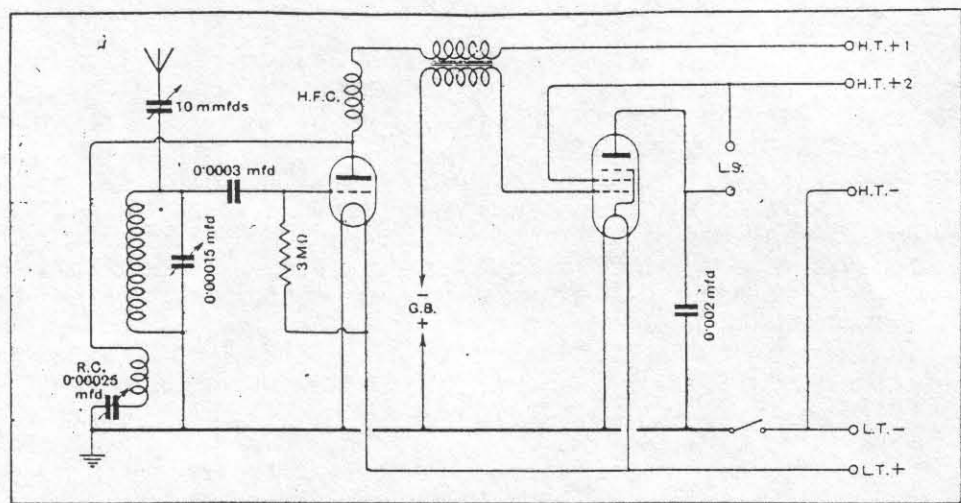 H.T.+1
H.T.+2
H.F.C.
10 mmfds
0·0003 mfd
L.S.
H.T.-
0·00015 mfd
3 MΩ
-
G.B.
+
0·002 mfd
R.C.
0·00025
mfd
L.T.-
L.T.+